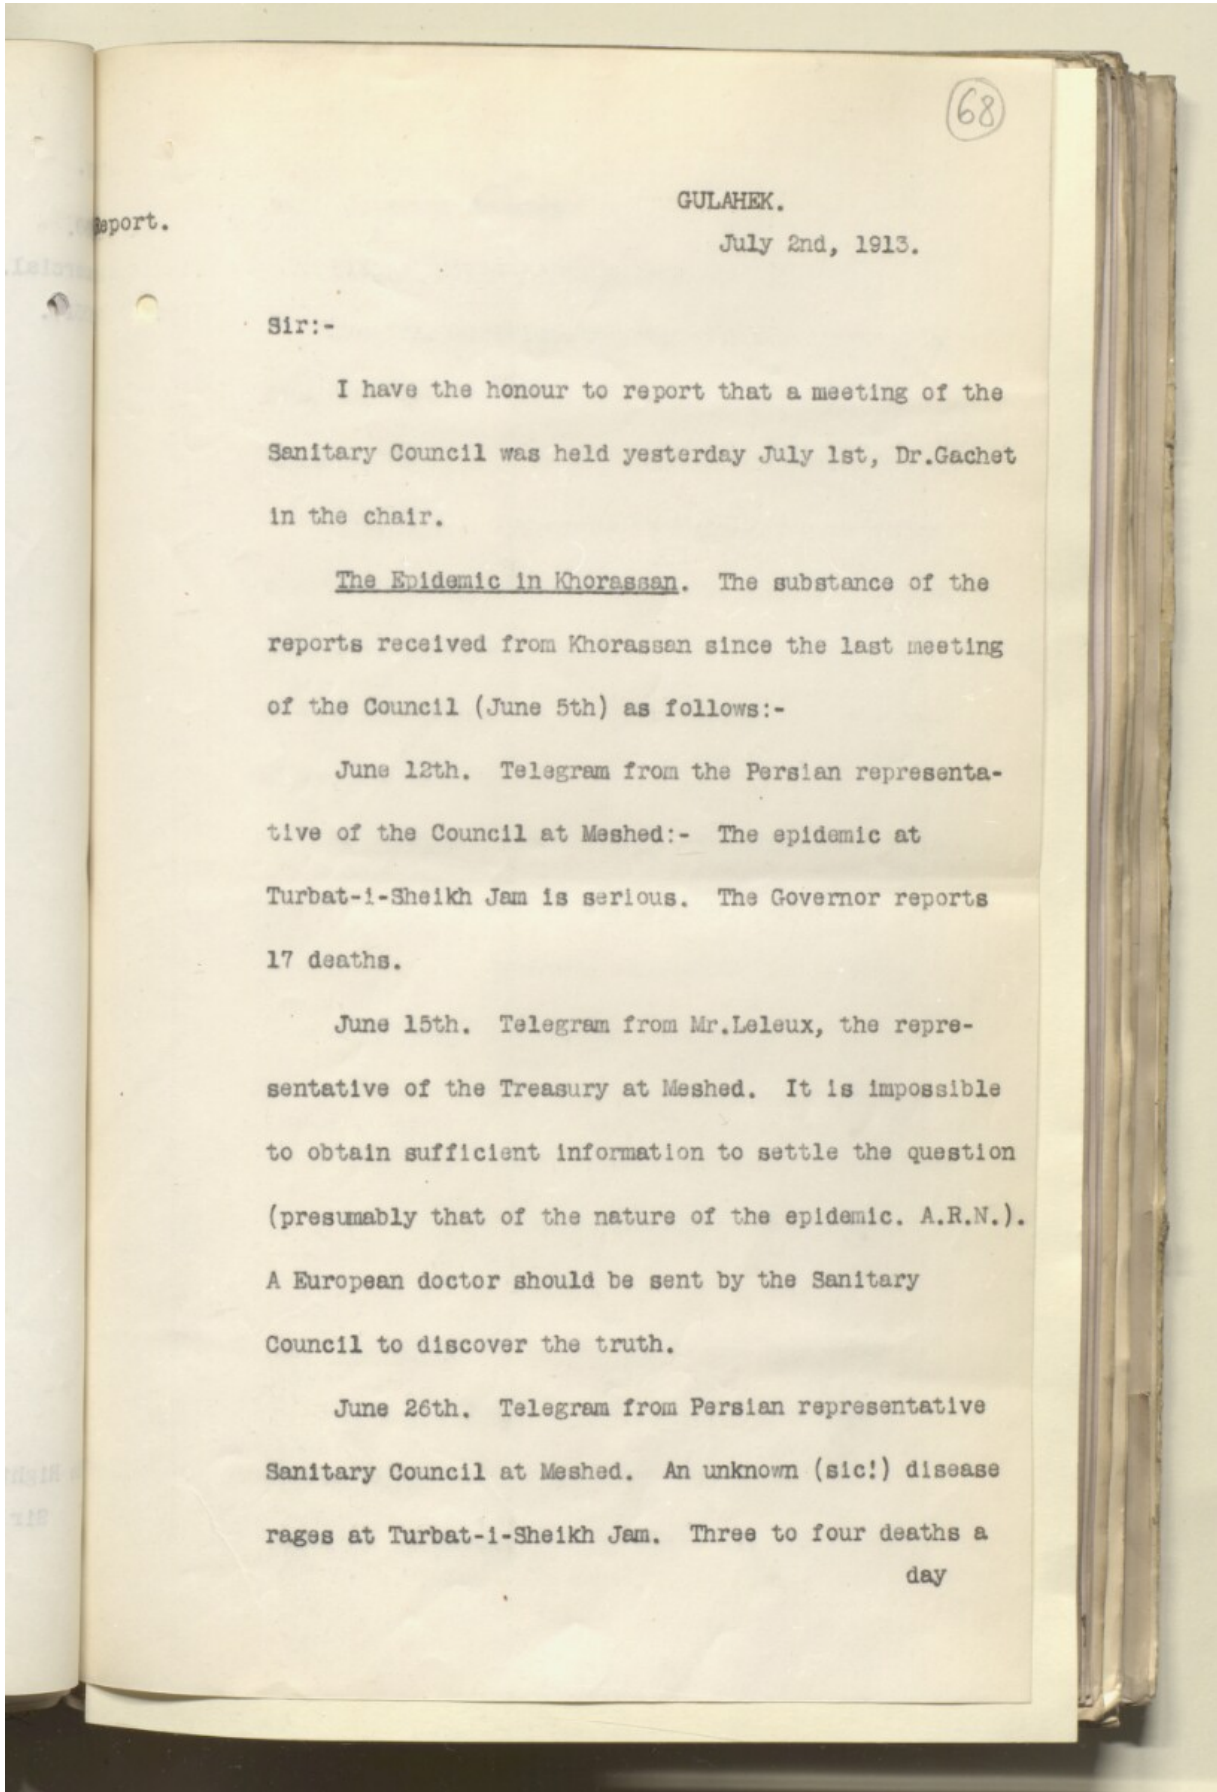 68
GULAHEK.
Report.
July 2nd, 1913.
Sir:-
I have the honour to report that a meeting of the
Sanitary Council was held yesterday July 1st, Dr.Gachet
in the chair.
The Epidemic in Khorassan. The substance of the
reports received from Khorassan since the last meeting
of the Council (June 5th) as follows:-
June 12th. Telegram from the Persian representa-
tive of the Council at Meshed:- The epidemic at
Turbat-i-Sheikh Jam is serious. The Governor reports
17 deaths.
June 15th. Telegram from Mr.Leleux, the repre-
sentative of the Treasury at Meshed. It is impossible
to obtain sufficient information to settle the question
(presumably that of the nature of the epidemic. A.R.N.).
A European doctor should be sent by the Sanitary
Council to discover the truth.
June 26th. Telegram from Persian representative
Sanitary Council at Meshed. An unknown (sic!) disease
rages at Turbat-i-Sheikh Jam. Three to four deaths a
day